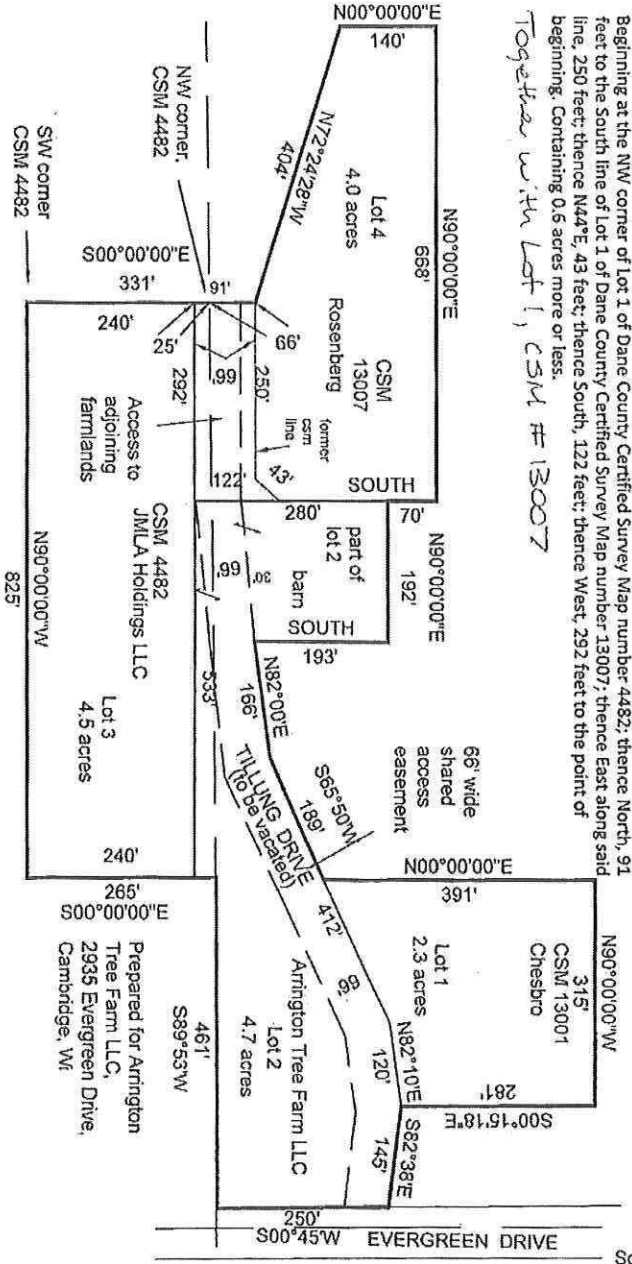 Beginning at the NW corner of Lot 1 of Dane County Certified Survey Map number 4482; thence North, 91
feet to the South line of Lot 1 of Dane County Certified Survey Map number 13007; thence East along said
line, 250 feet; thence N44°E, 43 feet; thence South, 122 feet; thence West, 292 feet to the point of
beginning. Containing 0.6 acres more or less.
Together with Lot 1, CSM # 13007
N00°00'00"E
140'
N90°00'00"E
668'
N72°24'28"W
404'
Lot 4
4.0 acres
CSM
13007
Rosenberg
NW corner,
CSM 4482
SW corner
CSM 4482
S00°00'00"E
331'
91'
240'
25'
66'
99'
250'
292'
former
csm
line
43'
SOUTH
122'
280'
70'
N90°00'00"E
192'
part of
lot 2
barn
SOUTH
193'
30'
66'
Access to
adjoining
farmlands
CSM 4482
JMLA Holdings LLC
533'
Lot 3
4.5 acres
N90°00'00"W
825'
N82°00'E
166'
S65°50'W
189'
66' wide
shared
access
easement
TILLUNG DRIVE
(to be vacated)
N00°00'00"E
391'
N90°00'00"W
315'
CSM 13001
Chesbro
Lot 1
2.3 acres
281'
S00°15'18"E
412'
N82°10'E
120'
S82°38'E
145'
66'
Arrington Tree Farm LLC
Lot 2
4.7 acres
240'
265'
S00°00'00"E
461'
S89°53'W
250'
S00°45'W
EVERGREEN DRIVE
Prepared for Arrington
Tree Farm LLC,
2935 Evergreen Drive,
Cambridge, WI